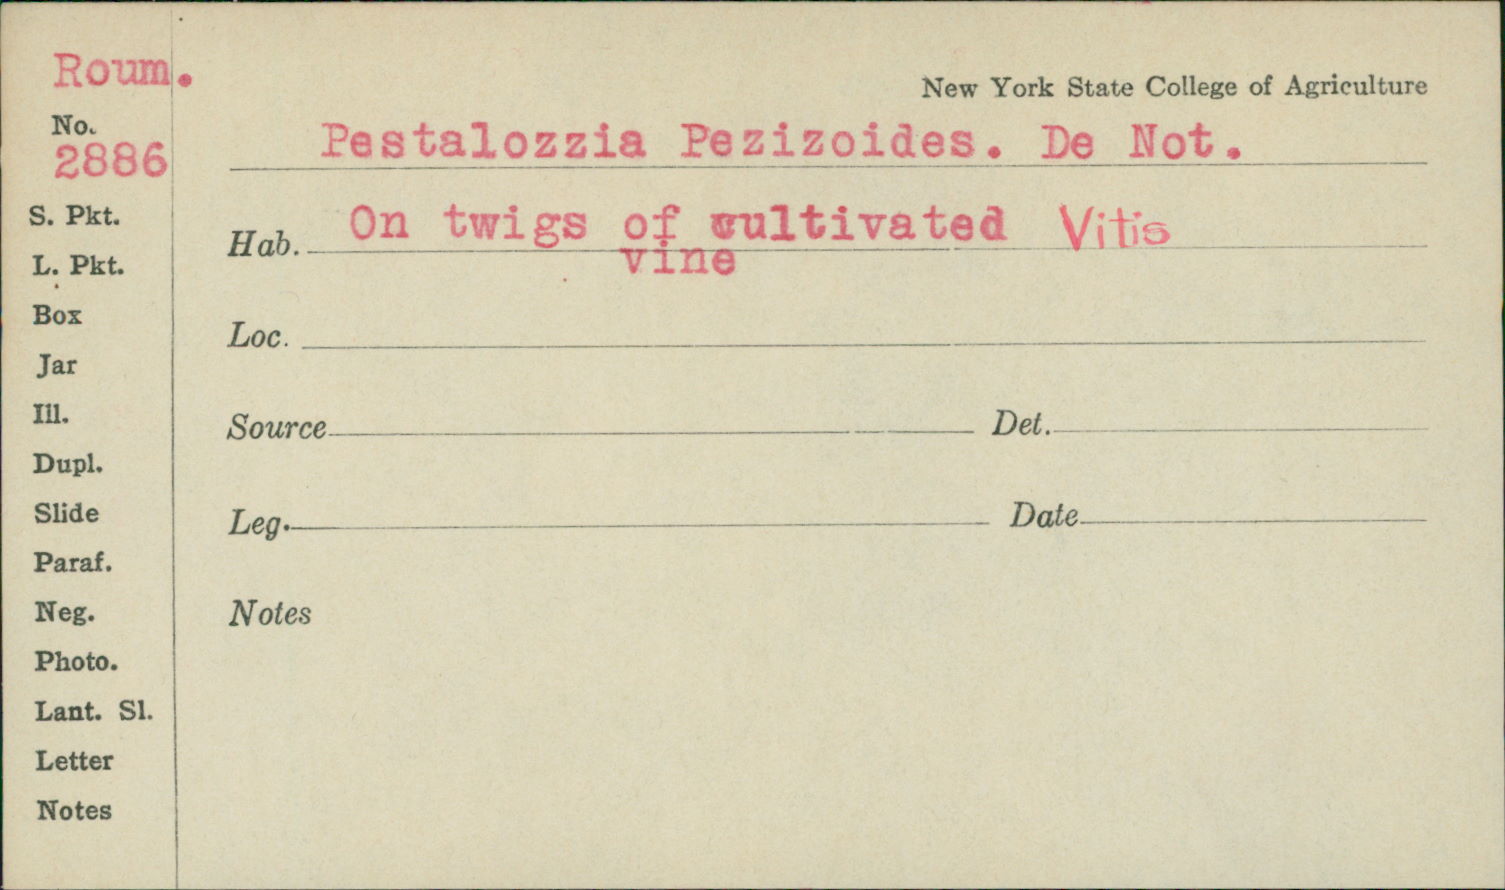 Roum.
New York State College of Agriculture
No.
2886
Pestalozzia Pezizoides. De Not.
S. Pkt.
Hab. On twigs of cultivated Vitis
vine
L. Pkt.
Box
Loc.
Jar
Ill.
Source Det.
Dupl.
Slide
Leg. Date
Paraf.
Neg.
Notes
Photo.
Lant. Sl.
Letter
Notes